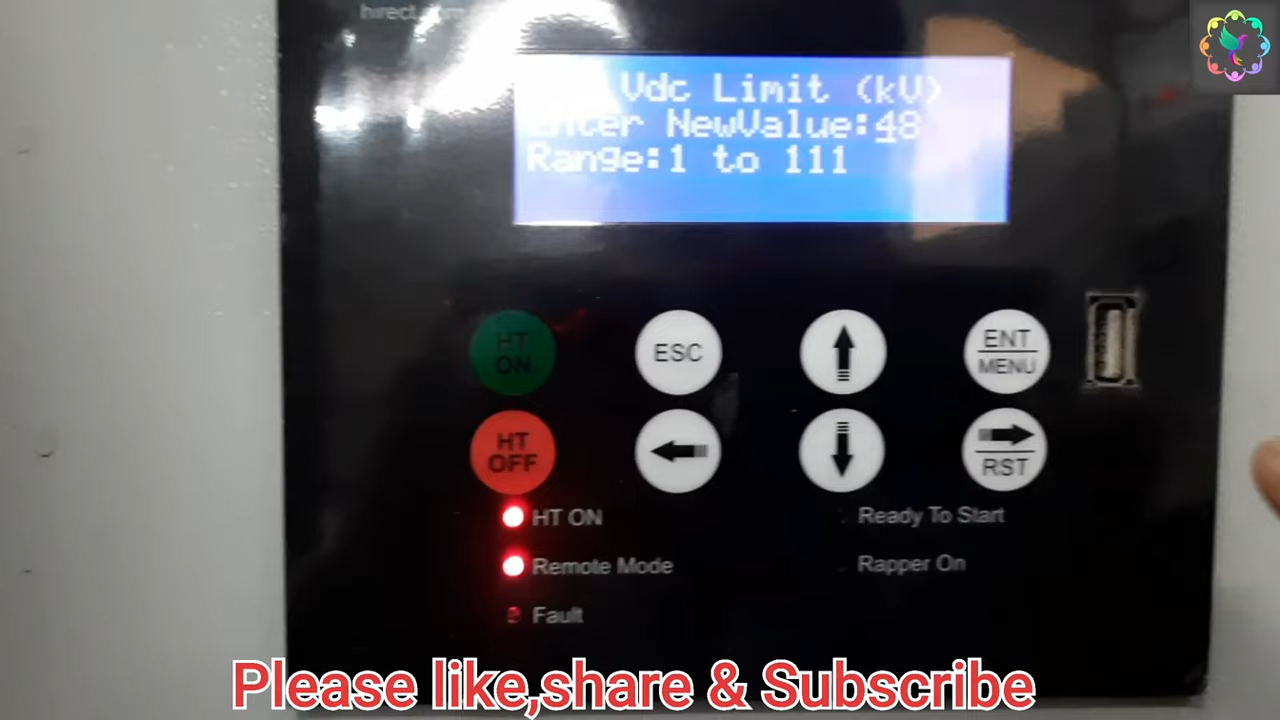 Vdc Limit (kV)
Enter NewValue:48
Range:1 to 111
HT
ON
ESC
ENT
MENU
HT
OFF
RST
HT ON
Ready To Start
Remote Mode
Rapper On
Fault
Please like,share & Subscribe